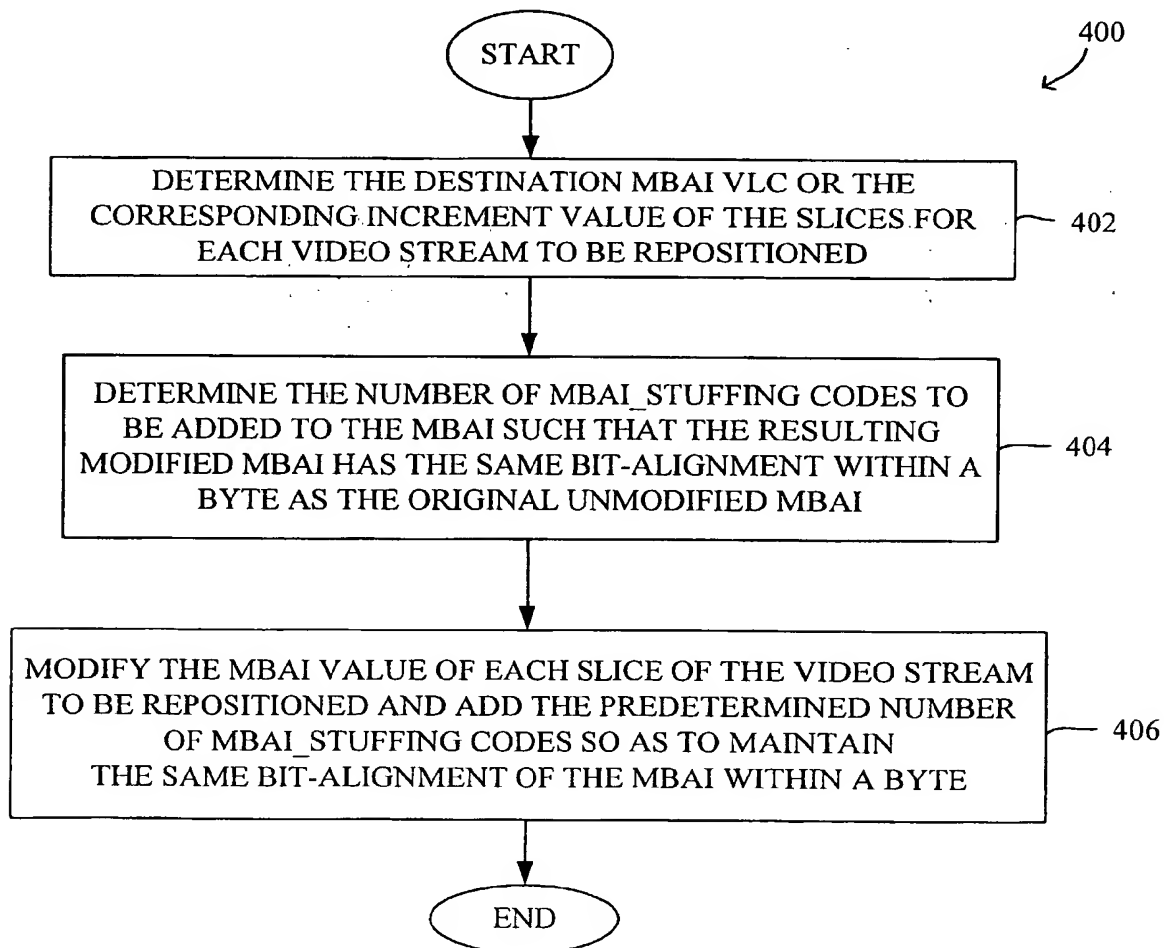 START
400
DETERMINE THE DESTINATION MBAI VLC OR THE
CORRESPONDING INCREMENT VALUE OF THE SLICES FOR
EACH VIDEO STREAM TO BE REPOSITIONED
402
DETERMINE THE NUMBER OF MBAI_STUFFING CODES TO
BE ADDED TO THE MBAI SUCH THAT THE RESULTING
MODIFIED MBAI HAS THE SAME BIT-ALIGNMENT WITHIN A
BYTE AS THE ORIGINAL UNMODIFIED MBAI
404
MODIFY THE MBAI VALUE OF EACH SLICE OF THE VIDEO STREAM
TO BE REPOSITIONED AND ADD THE PREDETERMINED NUMBER
OF MBAI_STUFFING CODES SO AS TO MAINTAIN
THE SAME BIT-ALIGNMENT OF THE MBAI WITHIN A BYTE
406
END